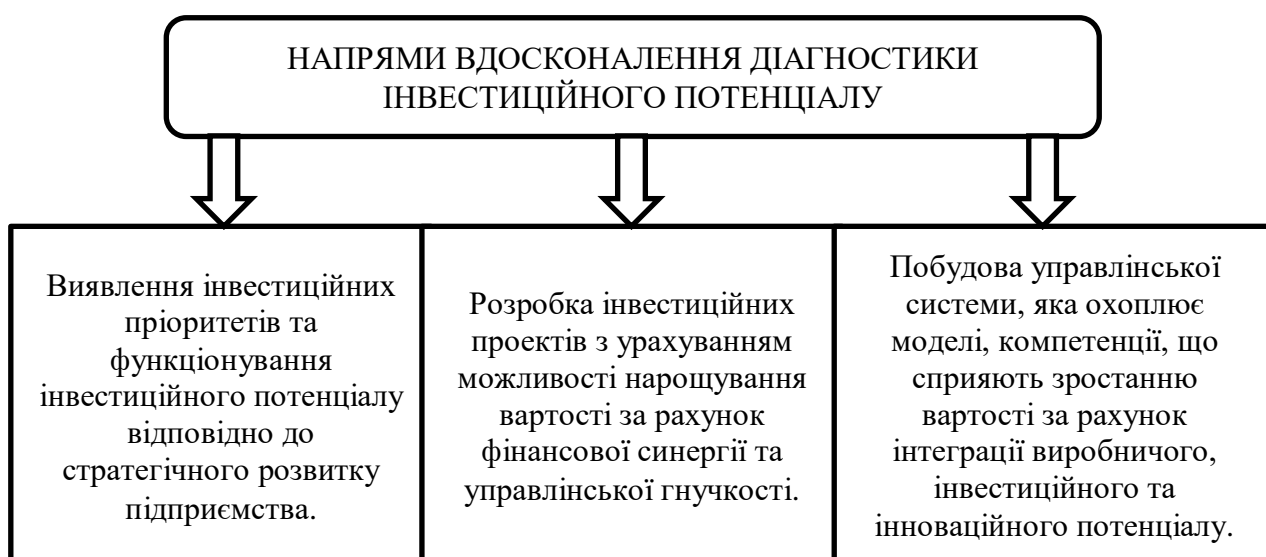 НАПРЯМИ ВДОСКОНАЛЕННЯ ДІАГНОСТИКИ
ІНВЕСТИЦІЙНОГО ПОТЕНЦІАЛУ
Виявлення інвестиційних
пріоритетів та
функціонування
інвестиційного потенціалу
відповідно до
стратегічного розвитку
підприємства.
Розробка інвестиційних
проектів з урахуванням
можливості нарощування
вартості за рахунок
фінансової синергії та
управлінської гнучкості.
Побудова управлінської
системи, яка охоплює
моделі, компетенції, що
сприяють зростанню
вартості за рахунок
інтеграції виробничого,
інвестиційного та
інноваційного потенціалу.